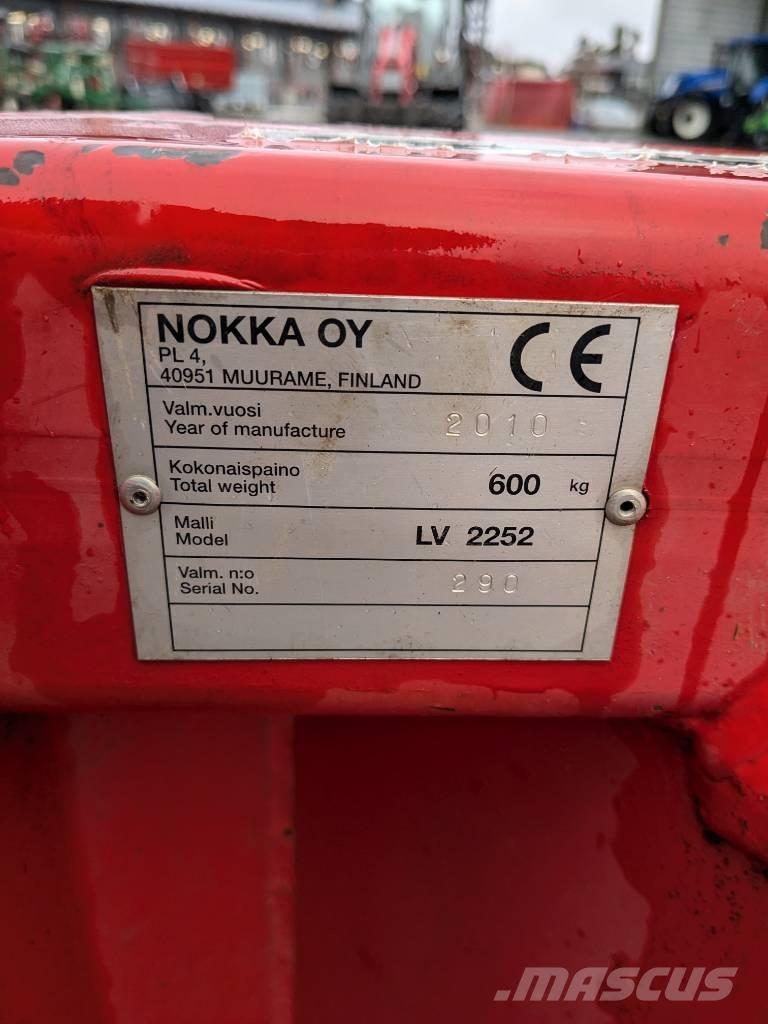 NOKKA OY
PL 4,
40951 MUURAME, FINLAND
CE
Valm.vuosi
Year of manufacture 2010
Kokonaispaino
Total weight 600 kg
Malli
Model LV 2252
Valm. n:o
Serial No. 290
MASCUS